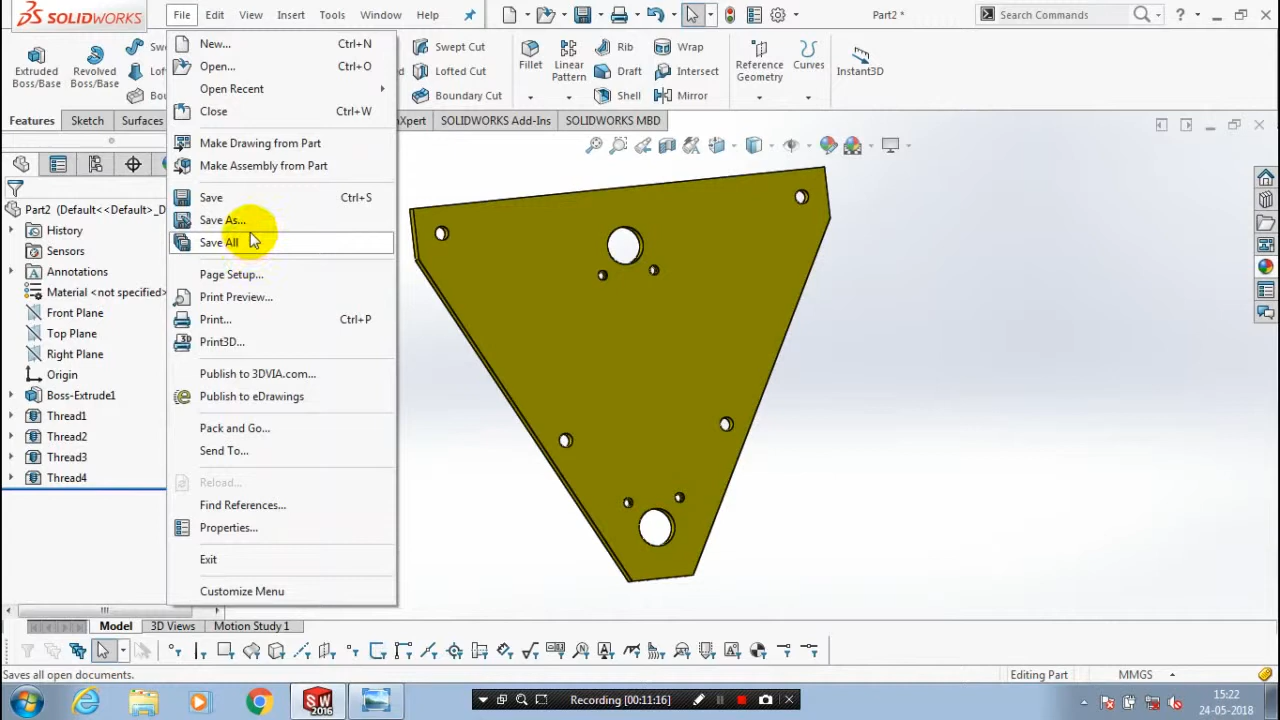 SOLIDWORKS
File Edit View Insert Tools Window Help
Part2 *
Search Commands
Extruded Boss/Base
Revolved Boss/Base
Swept Cut
Lofted Cut
Boundary Cut
Fillet
Linear Pattern
Rib
Draft
Shell
Wrap
Intersect
Mirror
Reference Geometry
Curves
Instant3D
Features Sketch Surfaces
SOLIDWORKS Add-Ins SOLIDWORKS MBD
New... Ctrl+N
Open... Ctrl+O
Open Recent
Close Ctrl+W
Make Drawing from Part
Make Assembly from Part
Save Ctrl+S
Save As...
Save All
Page Setup...
Print Preview...
Print... Ctrl+P
Print3D...
Publish to 3DVIA.com...
Publish to eDrawings
Pack and Go...
Send To...
Reload...
Find References...
Properties...
Exit
Customize Menu
Part2 (Default<<Default>_D
History
Sensors
Annotations
Material <not specified>
Front Plane
Top Plane
Right Plane
Origin
Boss-Extrude1
Thread1
Thread2
Thread3
Thread4
Model 3D Views Motion Study 1
Saves all open documents.
Editing Part
MMGS
SW 2016
Recording [00:11:16]
15:22
24-05-2018